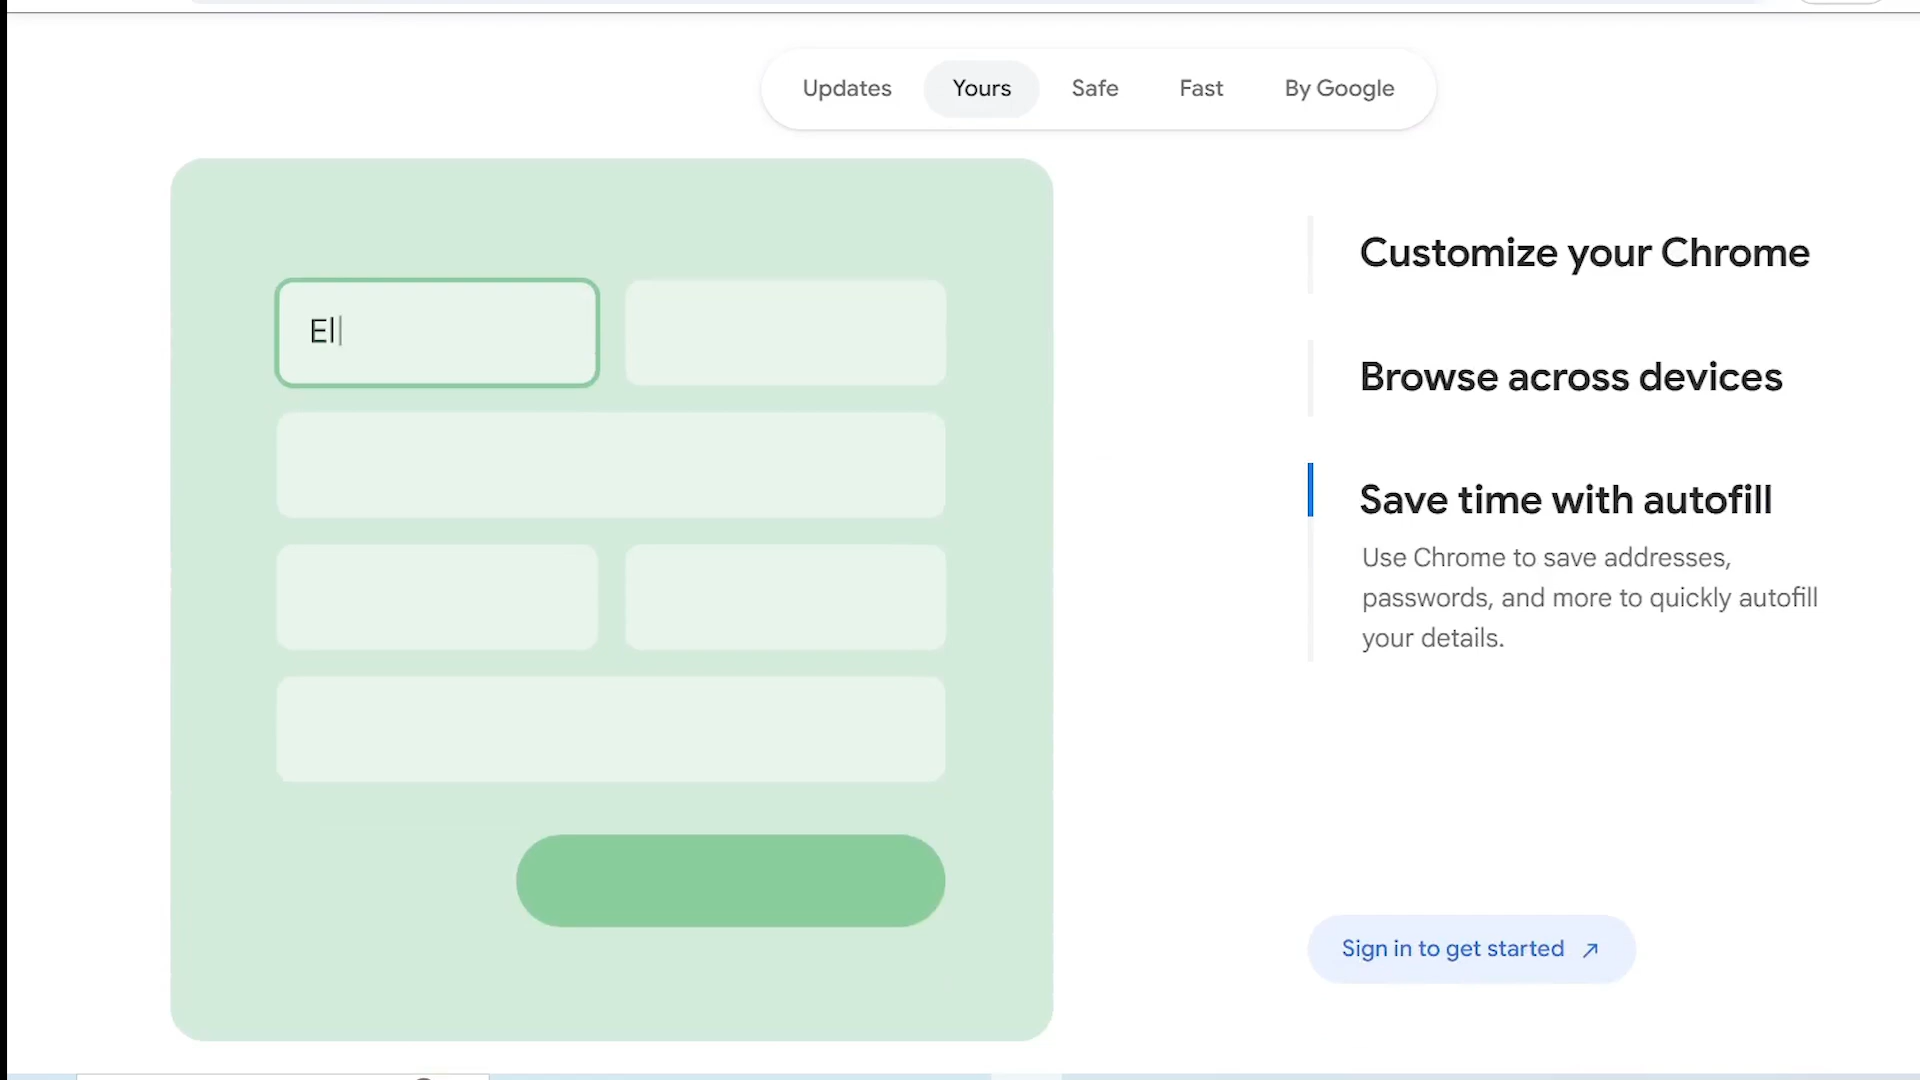 Updates Yours Safe Fast By Google
El
Customize your Chrome
Browse across devices
Save time with autofill
Use Chrome to save addresses,
passwords, and more to quickly autofill
your details.
Sign in to get started